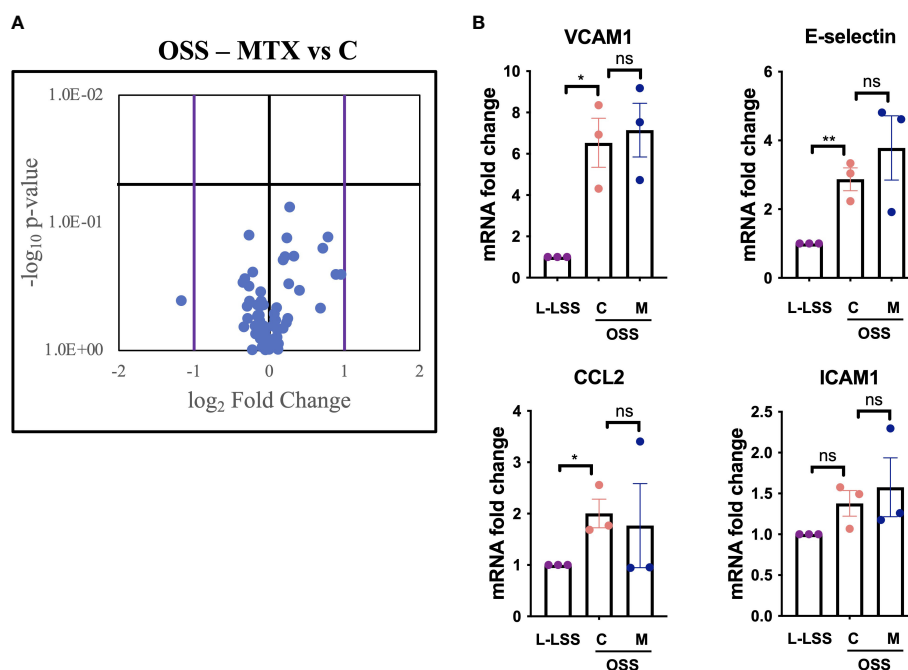 A
OSS – MTX vs C
1.0E-02
1.0E-01
1.0E+00
-log10 p-value
-2 -1 0 1 2
log2 Fold Change
B
VCAM1
mRNA fold change
10
8
6
4
2
0
*
ns
L-LSS C M
OSS
E-selectin
mRNA fold change
6
4
2
0
**
ns
L-LSS C M
OSS
CCL2
mRNA fold change
4
3
2
1
0
*
ns
L-LSS C M
OSS
ICAM1
mRNA fold change
2.5
2.0
1.5
1.0
0.5
0.0
ns
ns
L-LSS C M
OSS